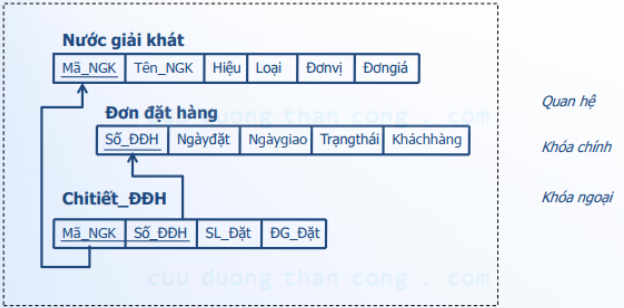 Nước giải khát
Mã_NGK Tên_NGK Hiệu Loại Đơnvị Đơngiá
Đơn đặt hàng
Số_ĐĐH Ngàyđặt Ngàygiao Trạngthái Kháchhàng
Chitiết_ĐĐH
Mã_NGK Số_ĐĐH SL_Đặt ĐG_Đặt
Quan hệ
Khóa chính
Khóa ngoại
cuu duong than cong . com
cuu duong than cong . com